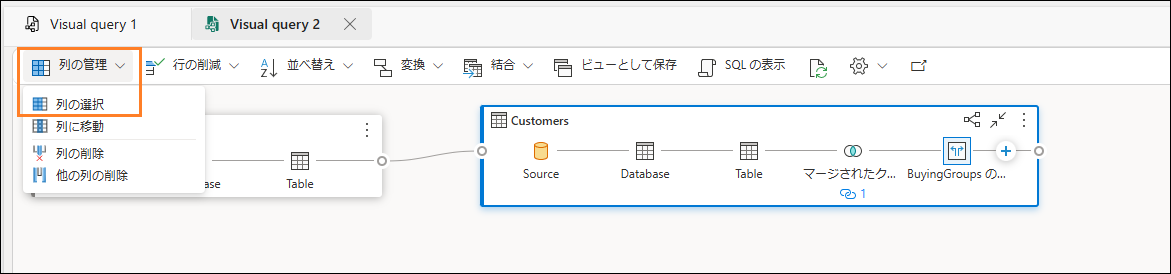 Visual query 1
Visual query 2
列の管理
行の削減
並べ替え
変換
結合
ビューとして保存
SQL の表示
列の選択
列に移動
列の削除
他の列の削除
Table
Customers
Source
Database
Table
マージされたク...
BuyingGroups の...
1